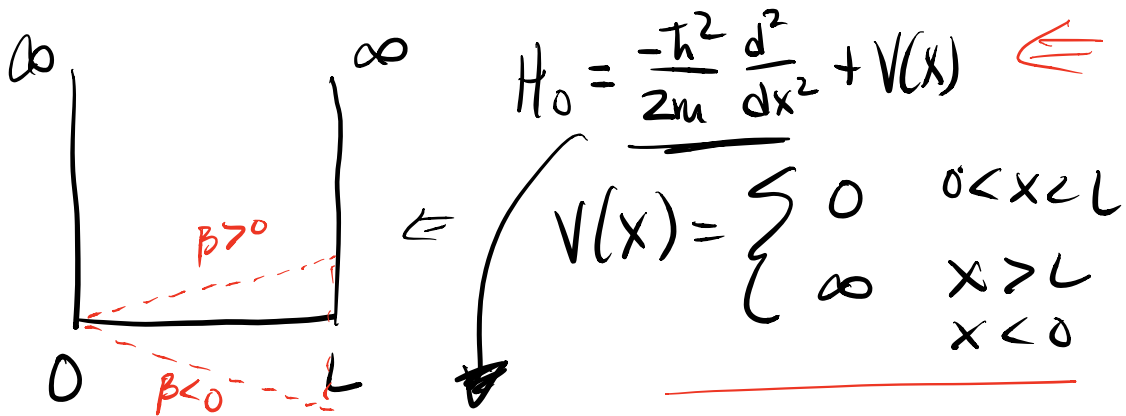 ∞ ∞
H₀ = -ħ²/2m d²/dx² + V(x)
β>0
V(x) = { 0 0<x<L
∞ x>L
x<0
0 L
β<0